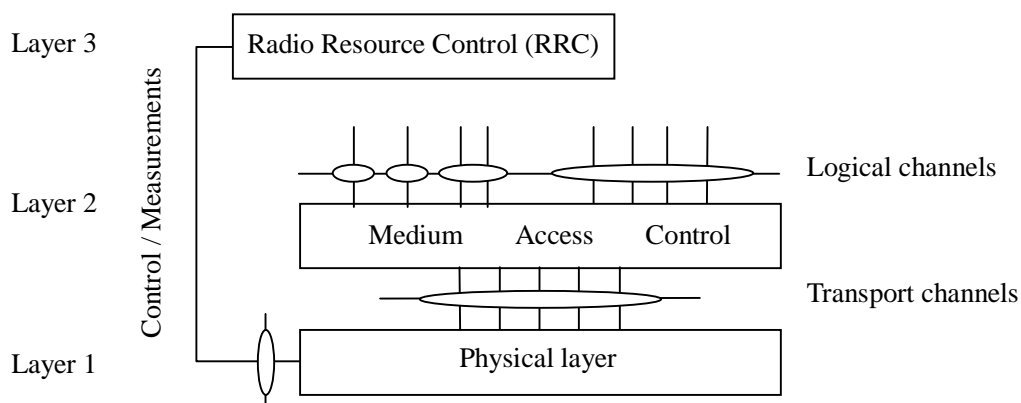 Layer 3
Radio Resource Control (RRC)
Control / Measurements
Logical channels
Layer 2
Medium Access Control
Transport channels
Layer 1
Physical layer